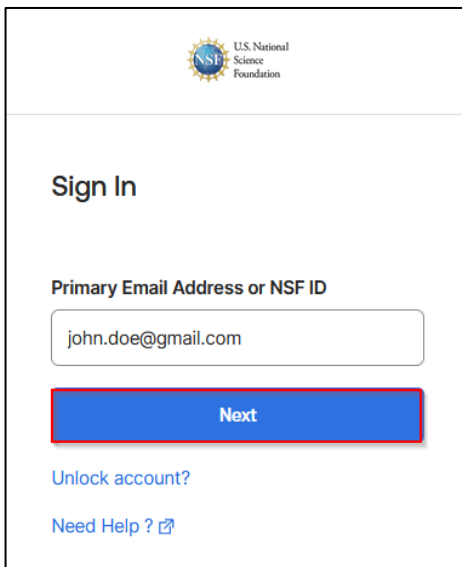 NSF
U.S. National
Science
Foundation
Sign In
Primary Email Address or NSF ID
john.doe@gmail.com
Next
Unlock account?
Need Help ?